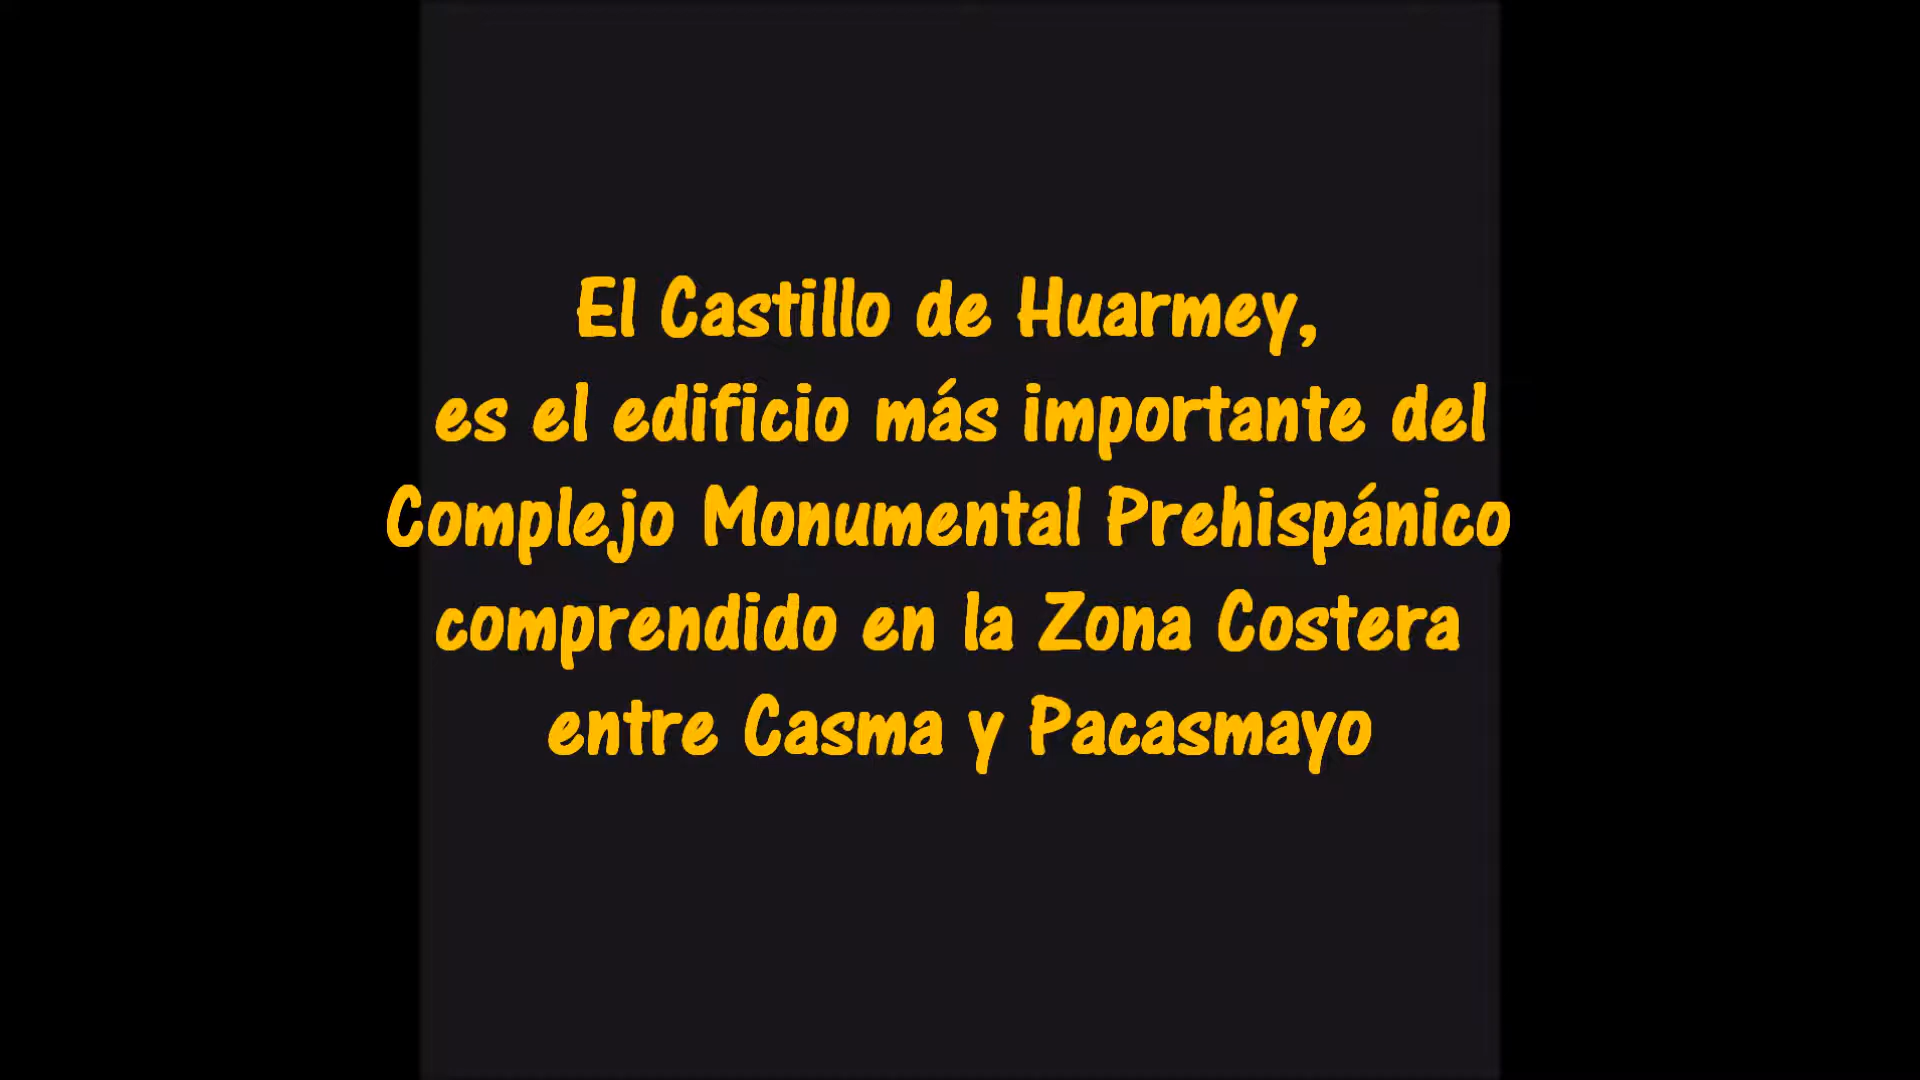 El Castillo de Huarmey,
es el edificio más importante del
Complejo Monumental Prehispánico
comprendido en la Zona Costera
entre Casma y Pacasmayo